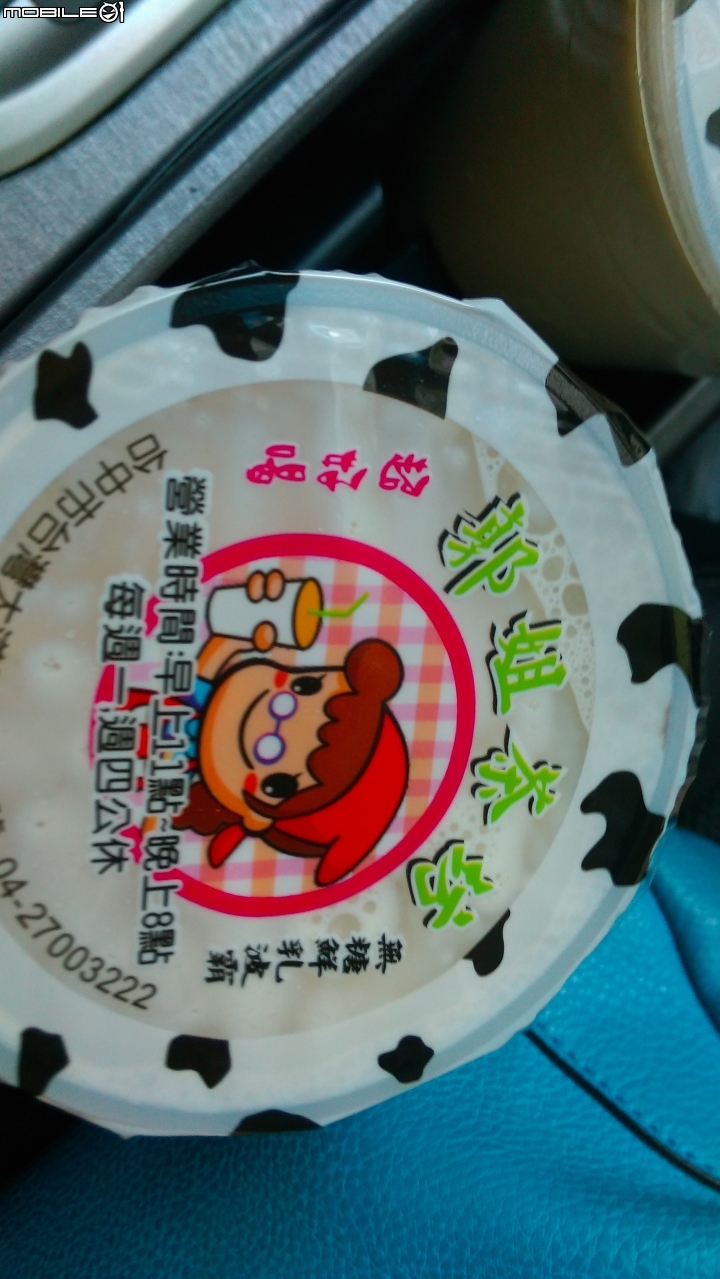 MOBILE01
郭姐茶坊
超好喝
無糖鮮乳波霸
營業時間:早上11點~晚上8點
每週一週四公休
台中市台灣大
04-27003222